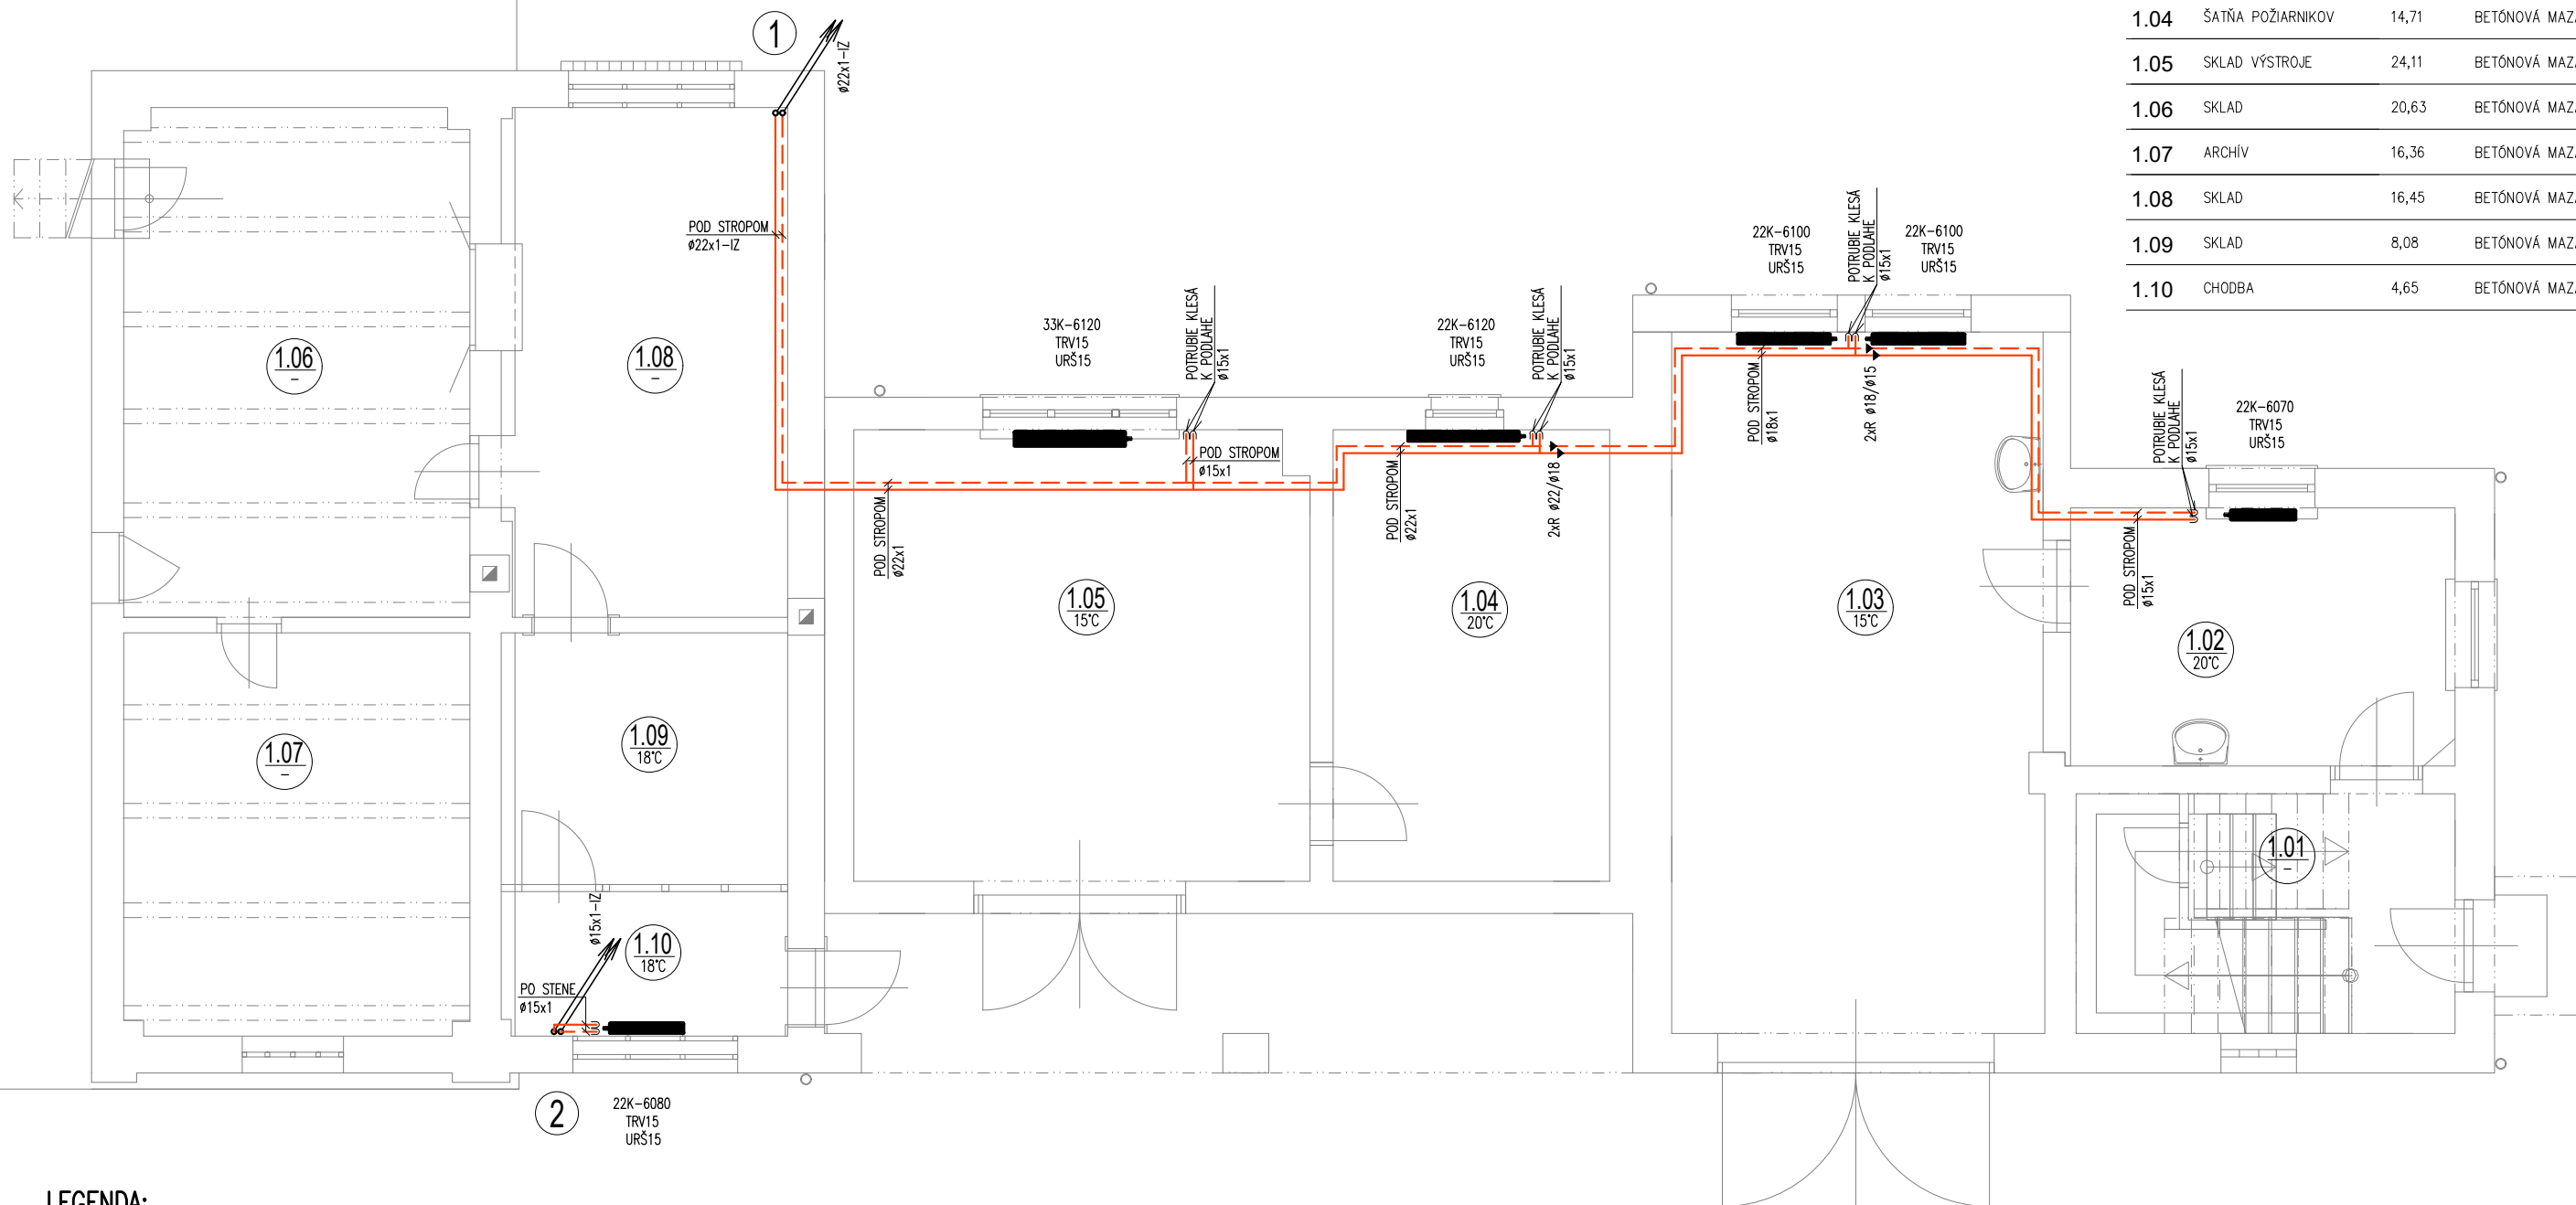 1.04 ŠATŇA POŽIARNIKOV 14,71 BETÓNOVÁ MAZ
1.05 SKLAD VÝSTROJE 24,11 BETÓNOVÁ MAZ
1.06 SKLAD 20,63 BETÓNOVÁ MAZ
1.07 ARCHÍV 16,36 BETÓNOVÁ MAZ
1.08 SKLAD 16,45 BETÓNOVÁ MAZ
1.09 SKLAD 8,08 BETÓNOVÁ MAZ
1.10 CHODBA 4,65 BETÓNOVÁ MAZ
1
ø22x1-IZ
POD STROPOM
ø22x1-IZ
1.06
-
1.08
-
33K-6120
TRV15
URŠ15
POTRUBIE KLESÁ
K PODLAHE
ø15x1
POD STROPOM
ø15x1
22K-6120
TRV15
URŠ15
POTRUBIE KLESÁ
K PODLAHE
ø15x1
22K-6100
TRV15
URŠ15
POTRUBIE KLESÁ
K PODLAHE
ø15x1
22K-6100
TRV15
URŠ15
POD STROPOM
ø18x1
2xR ø18/ø15
POTRUBIE KLESÁ
K PODLAHE
ø15x1
22K-6070
TRV15
URŠ15
POD STROPOM
ø22x1
POD STROPOM
ø22x1
2xR ø22/ø18
POD STROPOM
ø15x1
1.05
15°C
1.04
20°C
1.03
15°C
1.02
20°C
1.07
-
1.09
18°C
1.01
-
ø15x1-IZ
1.10
18°C
PO STENE
ø15x1
2
22K-6080
TRV15
URŠ15
LEGENDA: